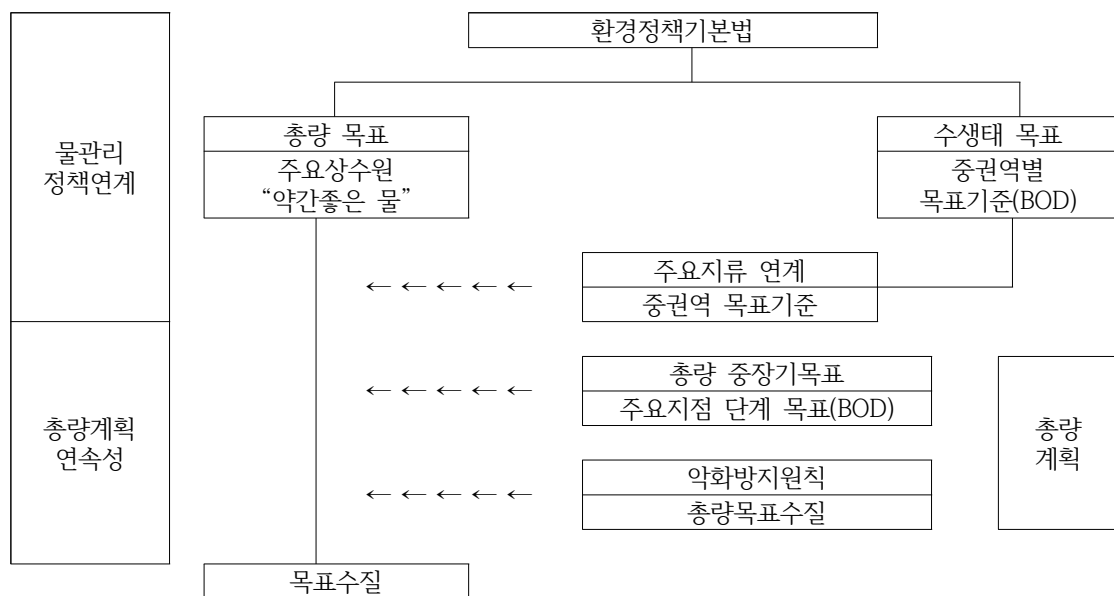 환경정책기본법
물관리
정책연계
총량 목표
주요상수원
“약간좋은 물”
수생태 목표
중권역별
목표기준(BOD)
← ← ← ← ←
주요지류 연계
중권역 목표기준
총량계획
연속성
← ← ← ← ←
총량 중장기목표
주요지점 단계 목표(BOD)
← ← ← ← ←
악화방지원칙
총량목표수질
총량
계획
목표수질